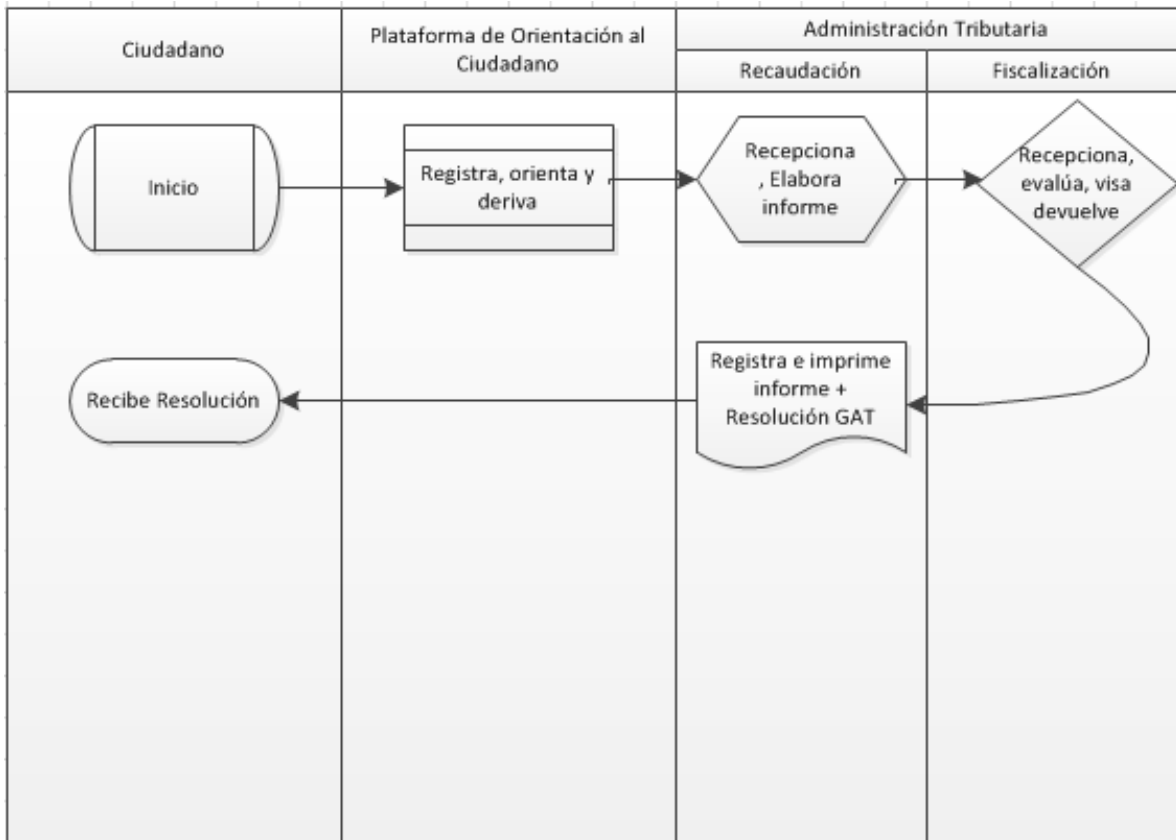 Ciudadano
Plataforma de Orientación al
Ciudadano
Administración Tributaria
Recaudación
Fiscalización
Inicio
Registra, orienta y
deriva
Recepciona
, Elabora
informe
Recepciona,
evalúa, visa
devuelve
Recibe Resolución
Registra e imprime
informe +
Resolución GAT